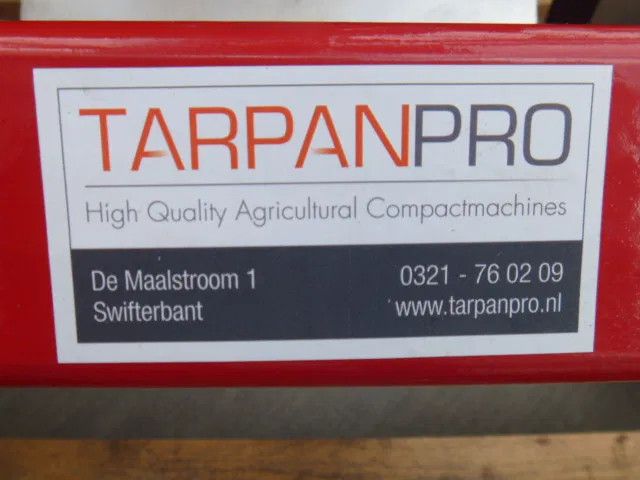 TARPANPRO
High Quality Agricultural Compactmachines
De Maalstroom 1
0321 - 76 02 09
Swifterbant
www.tarpanpro.nl